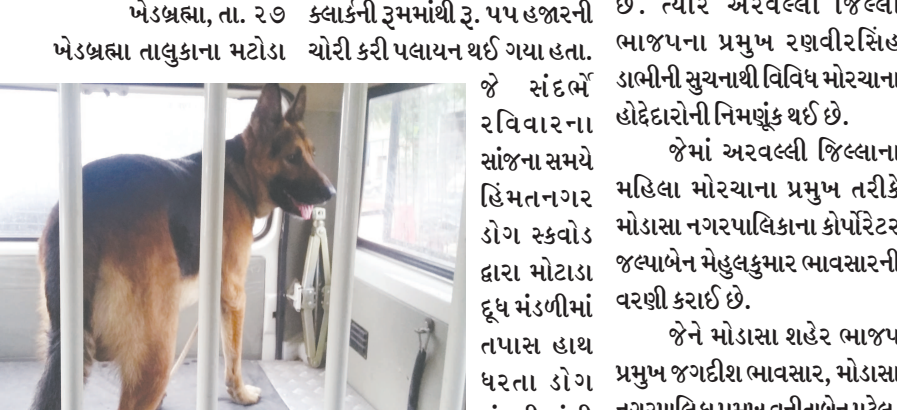 ખેડબ્રહ્મા, તા. ૨૭
ખેડબ્રહ્મા તાલુકાના મટોડા
ક્લાર્કની રૂમમાંથી રૂ. ૫૫ હજારની
ચોરી કરી પલાયન થઈ ગયા હતા.
જે સંદર્ભે
રવિવારના
સાંજના સમયે
હિંમતનગર
ડોગ સ્કવોડ
દ્વારા મોટાડા
દૂધ મંડળીમાં
તપાસ હાથ
ધરતા ડોગ
છે. ત્યારે અરવલ્લી જિલ્લા
ભાજપના પ્રમુખ રણવીરસિંહ
ડાભીની સુચનાથી વિવિધ મોરચાના
હોદ્દેદારોની નિમણૂંક થઈ છે.
જેમાં અરવલ્લી જિલ્લાના
મહિલા મોરચાના પ્રમુખ તરીકે
મોડાસા નગરપાલિકાના કોર્પોરેટર
જલ્પાબેન મેહુલકુમાર ભાવસારની
વરણી કરાઈ છે.
જેને મોડાસા શહેર ભાજપ
પ્રમુખ જગદીશ ભાવસાર, મોડાસા